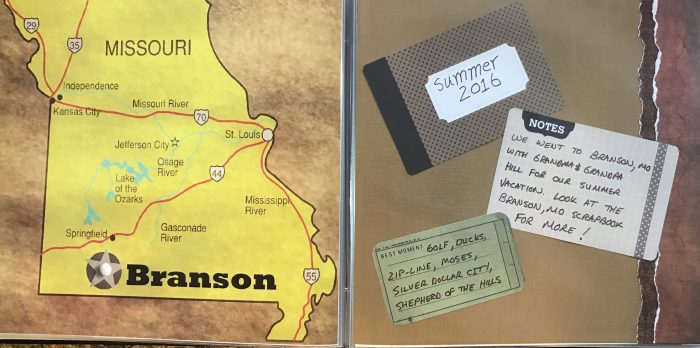 35
29
MISSOURI
Independence
Kansas City
Missouri River
70
Jefferson City
St. Louis
Osage
River
Lake
of the
Ozarks
44
Mississippi
River
Gasconade
River
Springfield
Branson
55
Summer
2016
NOTES
WE WENT TO BRANSON, MO
WITH GRANDMA & GRANDPA
HILL FOR OUR SUMMER
VACATION. LOOK AT THE
BRANSON, MO SCRAPBOOK
FOR MORE!
BEST MOMENT GOLF, DUCKS,
ZIP-LINE, MOSES,
SILVER DOLLAR CITY,
SHEPHERD OF THE HILLS